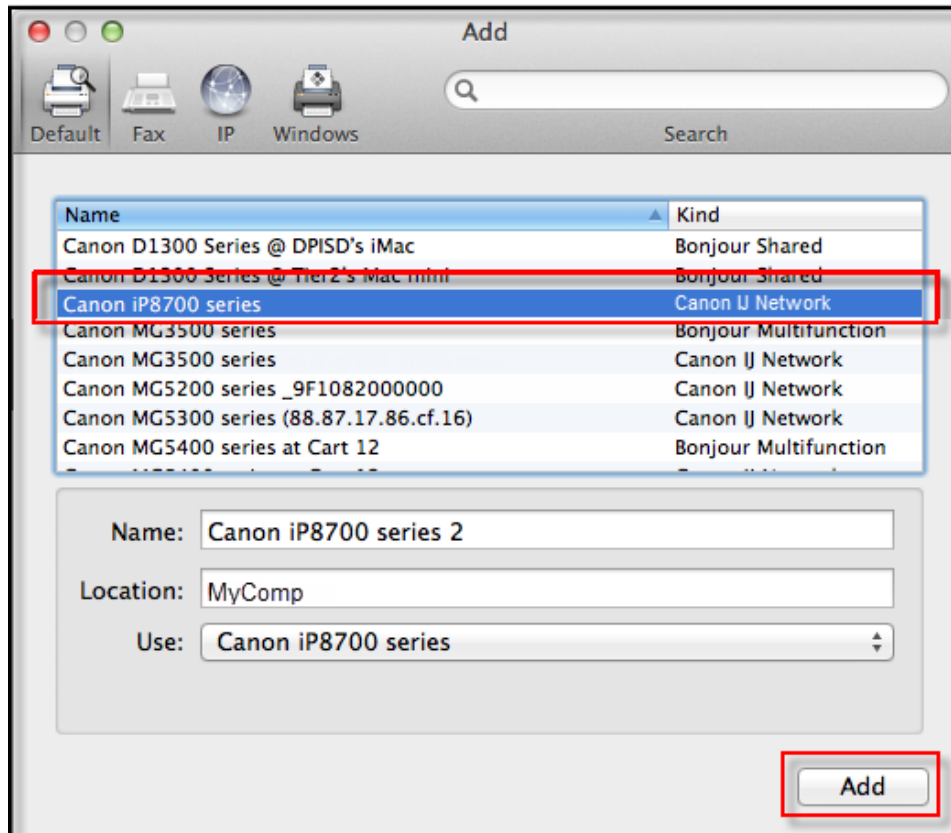 Add
Default Fax IP Windows Search
Name Kind
Canon D1300 Series @ DPISD's iMac Bonjour Shared
Canon D1300 Series @ Tier2's Mac mini Bonjour Shared
Canon iP8700 series Canon IJ Network
Canon MG3500 series Bonjour Multifunction
Canon MG3500 series Canon IJ Network
Canon MG5200 series _9F1082000000 Canon IJ Network
Canon MG5300 series (88.87.17.86.cf.16) Canon IJ Network
Canon MG5400 series at Cart 12 Bonjour Multifunction
Name: Canon iP8700 series 2
Location: MyComp
Use: Canon iP8700 series
Add